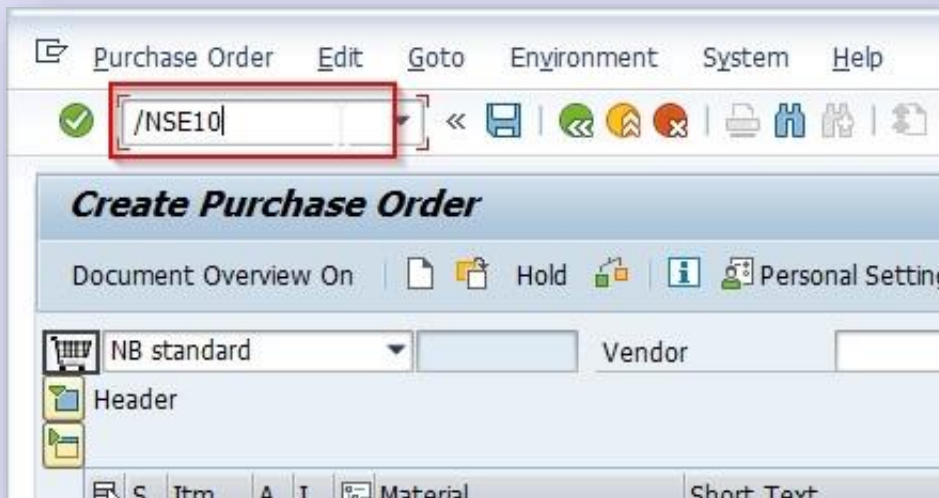 Purchase Order Edit Goto Environment System Help
/NSE10
Create Purchase Order
Document Overview On Hold Personal Setting
NB standard Vendor
Header
S Itm A I Material Short Text